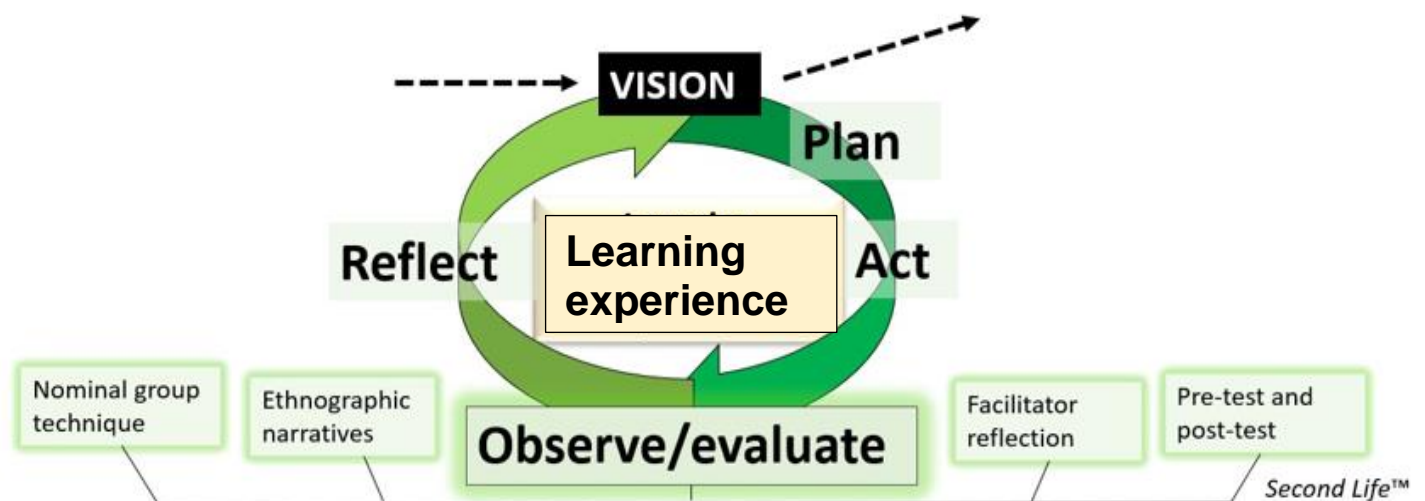 VISION
Plan
Reflect
Learning
experience
Act
Nominal group
technique
Ethnographic
narratives
Observe/evaluate
Facilitator
reflection
Pre-test and
post-test
Second Life™